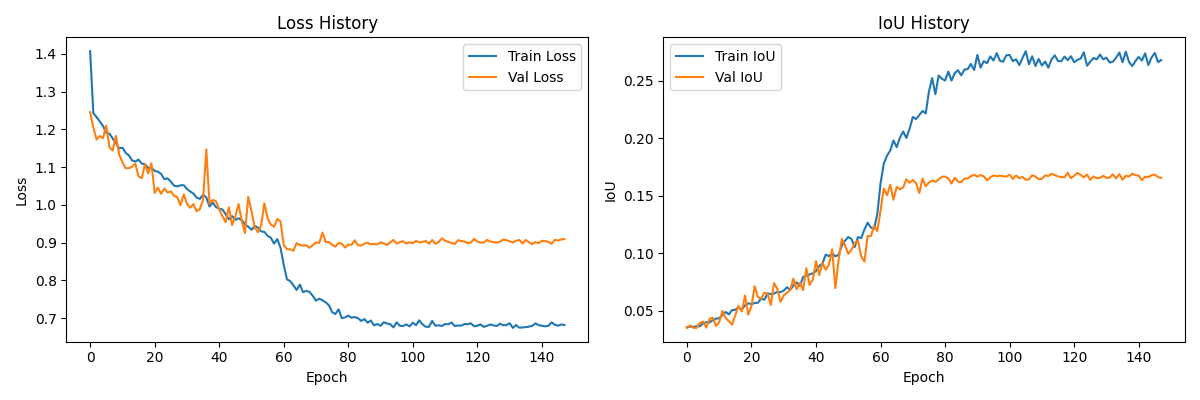 Loss History
1.4
1.3
1.2
1.1
1.0
0.9
0.8
0.7
Loss
0
20
40
60
80
100
120
140
Epoch
Train Loss
Val Loss
IoU History
0.25
0.20
0.15
0.10
0.05
IoU
0
20
40
60
80
100
120
140
Epoch
Train IoU
Val IoU